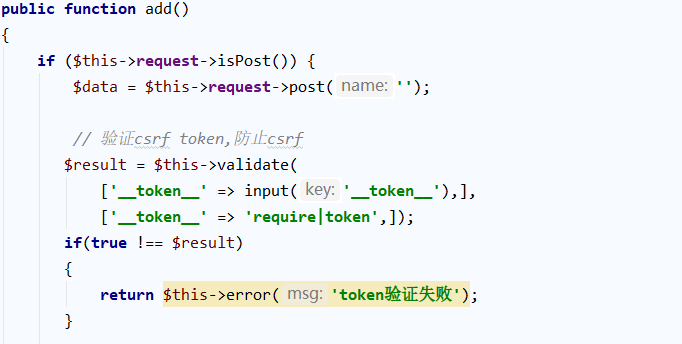 public function add()
{
if ($this->request->isPost()) {
$data = $this->request->post( name: '');
// 验证csrf token,防止csrf
$result = $this->validate(
['__token__' => input( key: '__token__'),],
['__token__' => 'require|token',]);
if(true !== $result)
{
return $this->error( msg: 'token验证失败');
}